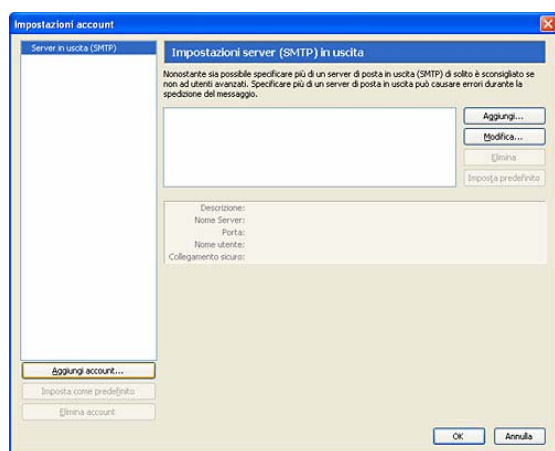 Impostazioni account
Server in uscita (SMTP)
Impostazioni server (SMTP) in uscita
Nonostante sia possibile specificare più di un server di posta in uscita (SMTP) di solito è sconsigliato se
non ad utenti avanzati. Specificare più di un server di posta in uscita può causare errori durante la
spedizione del messaggio.
Aggiungi...
Modifica...
Elimina
Imposta predefinito
Descrizione:
Nome Server:
Porta:
Nome utente:
Collegamento sicuro:
Aggiungi account...
Imposta come predefinito
Elimina account
OK
Annulla